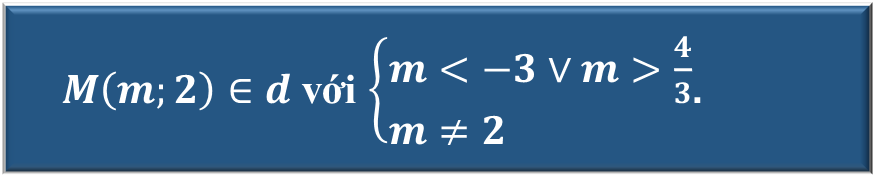 M(m; 2) ∈ d với { m < −3 ∨ m > 4/3.
m ≠ 2